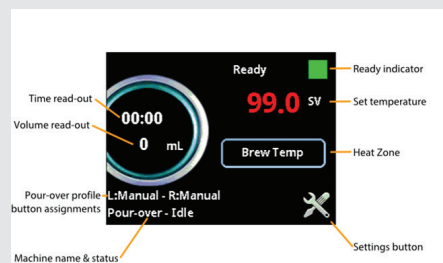 Ready
Ready indicator
99.0 SV
Set temperature
Time read-out
00:00
Volume read-out
0 mL
Brew Temp
Heat Zone
Pour-over profile
button assignments
L:Manual - R:Manual
Pour-over - Idle
Settings button
Machine name & status